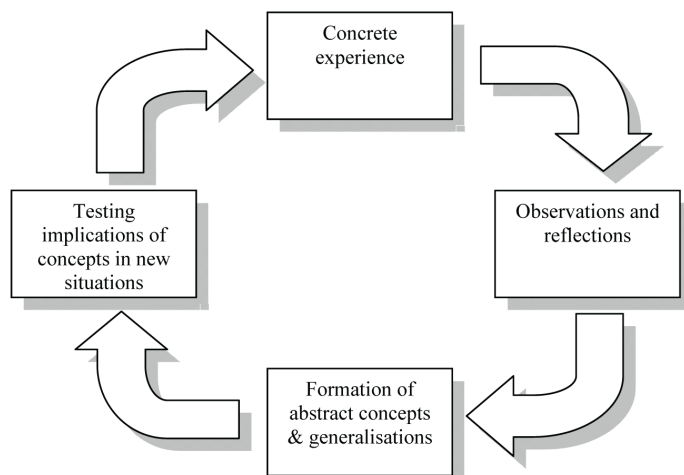 Concrete
experience
Observations and
reflections
Formation of
abstract concepts
& generalisations
Testing
implications of
concepts in new
situations